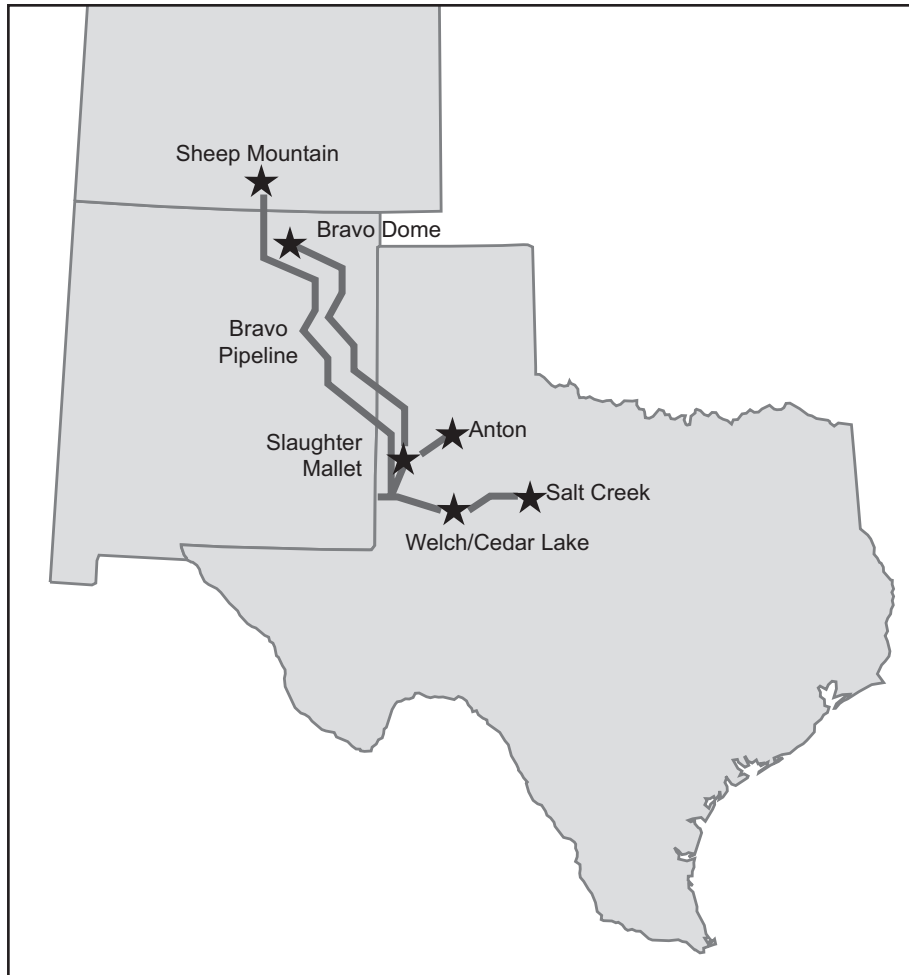 Sheep Mountain
Bravo Dome
Bravo
Pipeline
Slaughter
Mallet
Anton
Salt Creek
Welch/Cedar Lake